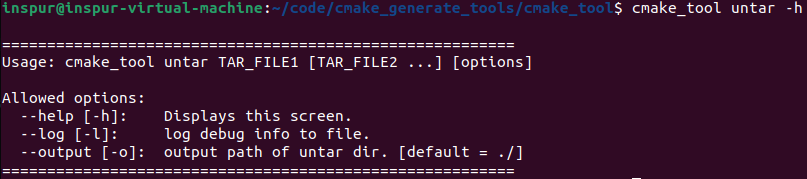 inspur@inspur-virtual-machine:~/code/cmake_generate_tools/cmake_tool$ cmake_tool untar -h
============================================================
Usage: cmake_tool untar TAR_FILE1 [TAR_FILE2 ...] [options]
Allowed options:
--help [-h]: Displays this screen.
--log [-l]: log debug info to file.
--output [-o]: output path of untar dir. [default = ./]
============================================================